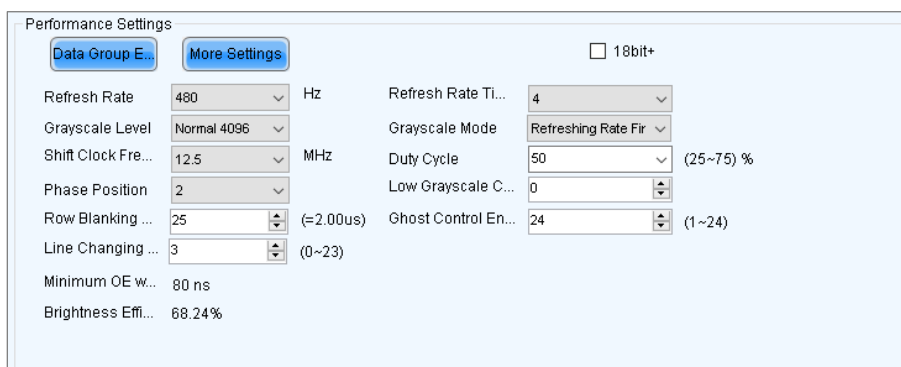 Performance Settings
Data Group E... More Settings 18bit+
Refresh Rate 480 Hz Refresh Rate Ti... 4
Grayscale Level Normal 4096 Grayscale Mode Refreshing Rate Fir
Shift Clock Fre... 12.5 MHz Duty Cycle 50 (25~75) %
Phase Position 2 Low Grayscale C... 0
Row Blanking ... 25 (=2.00us) Ghost Control En... 24 (1~24)
Line Changing ... 3 (0~23)
Minimum OE w... 80 ns
Brightness Effi... 68.24%